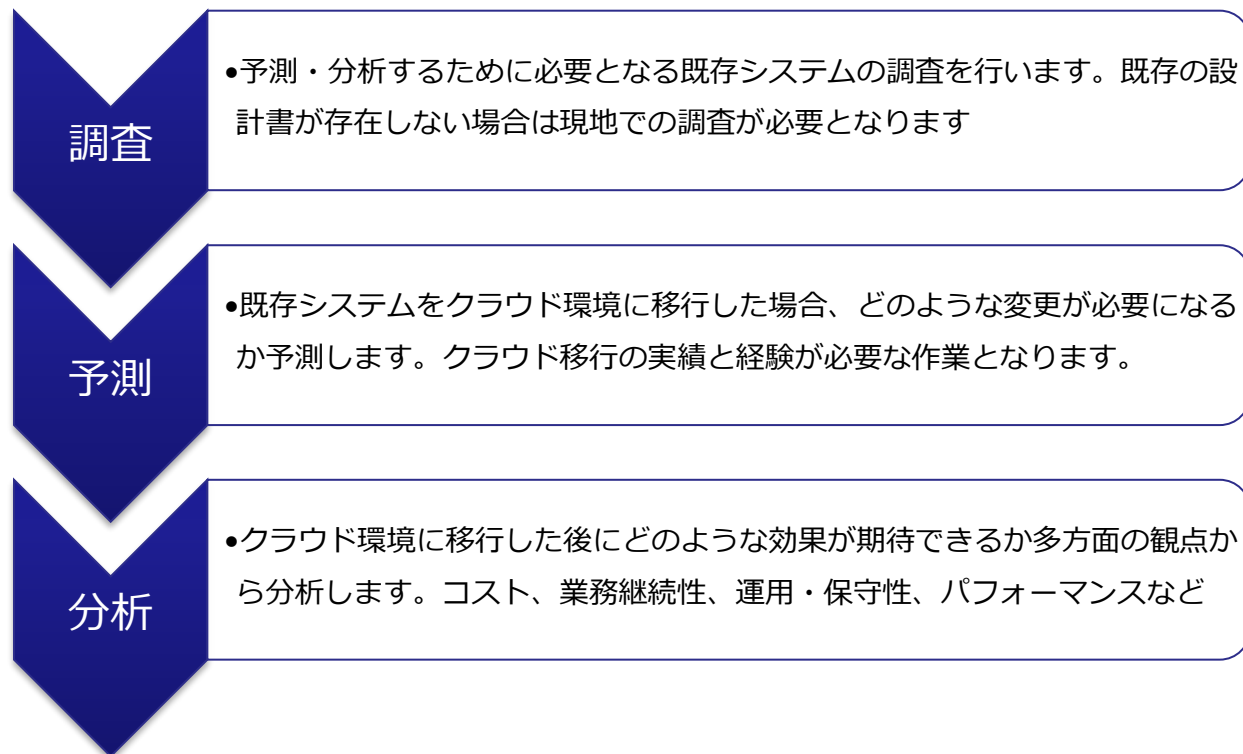 調査
•予測・分析するために必要となる既存システムの調査を行います。既存の設
計書が存在しない場合は現地での調査が必要となります
予測
•既存システムをクラウド環境に移行した場合、どのような変更が必要になる
か予測します。クラウド移行の実績と経験が必要な作業となります。
分析
•クラウド環境に移行した後にどのような効果が期待できるか多方面の観点か
ら分析します。コスト、業務継続性、運用・保守性、パフォーマンスなど